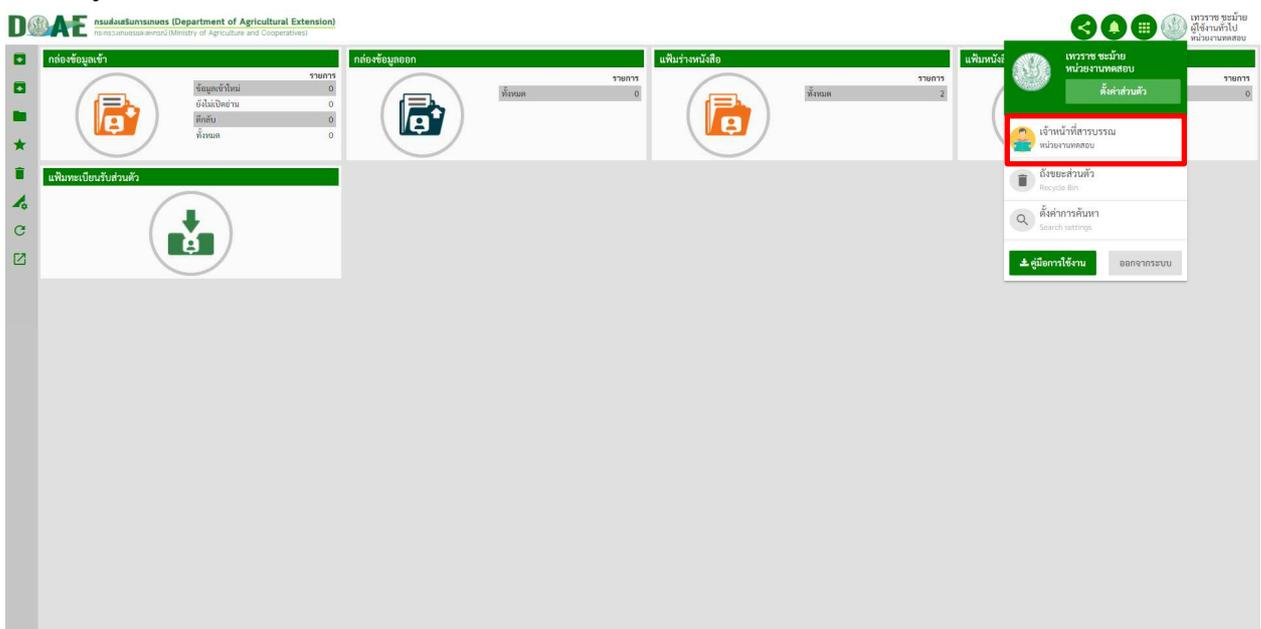 DOAE
กรมส่งเสริมการเกษตร (Department of Agricultural Extension)
กระทรวงเกษตรและสหกรณ์ (Ministry of Agriculture and Cooperatives)
เทวราช ชะม้าย
ผู้ใช้งานทั่วไป
หน่วยงานทดสอบ
กล่องข้อมูลเข้า
รายการ
ข้อมูลเข้าใหม่ 0
ยังไม่เปิดอ่าน 0
ตีกลับ 0
ทั้งหมด 0
กล่องข้อมูลออก
รายการ
ทั้งหมด 0
แฟ้มร่างหนังสือ
รายการ
ทั้งหมด 2
แฟ้มหนังสื
รายการ
0
แฟ้มทะเบียนรับส่วนตัว
เทวราช ชะม้าย
หน่วยงานทดสอบ
ตั้งค่าส่วนตัว
เจ้าหน้าที่สารบรรณ
หน่วยงานทดสอบ
ถังขยะส่วนตัว
Recycle Bin
ตั้งค่าการค้นหา
Search settings
คู่มือการใช้งาน
ออกจากระบบ